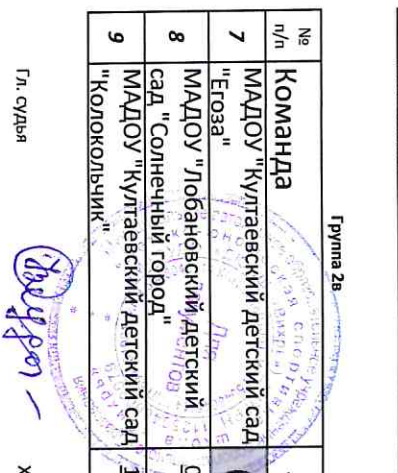 Группа 2в
№
п/п
Команда
7
МАДОУ "Култаевский детский сад
"Егоза"
8
МАДОУ "Лобановский детский
сад "Солнечный город"
9
МАДОУ "Култаевский детский сад
"Колокольчик"
Гл. судья